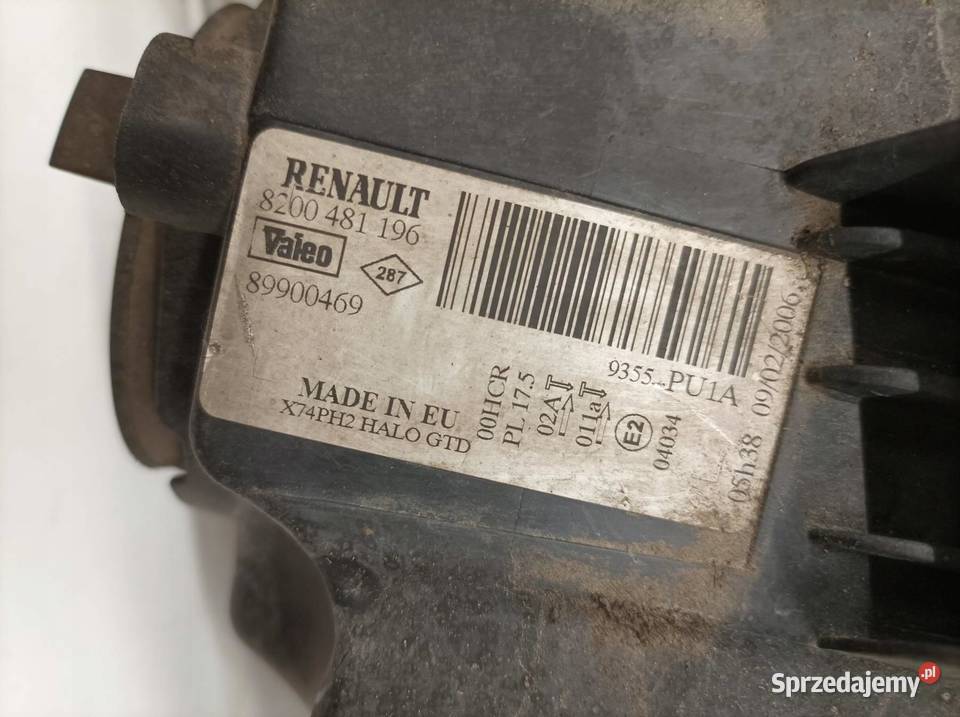 RENAULT
8200 481 196
Valeo
287
89900469
9355 PU1A
MADE IN EU
X74PH2 HALO GTD
00HCR
PL 17.5
02A
011a
E2
04034
05h38 09/02/2006
Sprzedajemy.pl